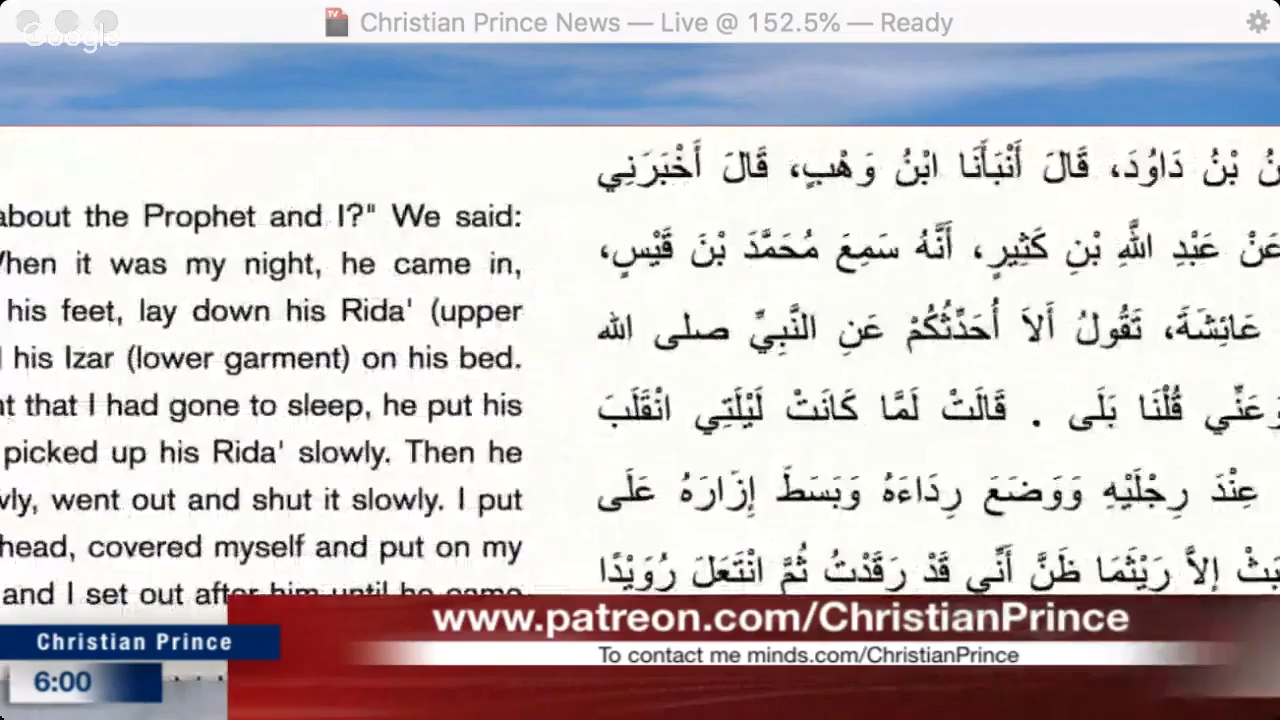 Christian Prince News — Live @ 152.5% — Ready
Google
about the Prophet and I?" We said:
When it was my night, he came in,
his feet, lay down his Rida' (upper
his Izar (lower garment) on his bed.
that I had gone to sleep, he put his
picked up his Rida' slowly. Then he
went out and shut it slowly. I put
head, covered myself and put on my
and I set out after him until he came
بْنُ دَاوُدَ، قَالَ أَنْبَأَنَا ابْنُ وَهْبٍ، قَالَ أَخْبَرَنِي
عَنْ عَبْدِ اللَّهِ بْنِ كَثِيرٍ، أَنَّهُ سَمِعَ مُحَمَّدَ بْنَ قَيْسٍ،
عَائِشَةَ، تَقُولُ أَلاَ أُحَدِّثُكُمْ عَنِ النَّبِيِّ صلى الله
وَعَنِّي قُلْنَا بَلَى . قَالَتْ لَمَّا كَانَتْ لَيْلَتِي انْقَلَبَ
عِنْدَ رِجْلَيْهِ وَوَضَعَ رِدَاءَهُ وَبَسَطَ إِزَارَهُ عَلَى
إِلاَّ رَيْثَمَا ظَنَّ أَنِّي قَدْ رَقَدْتُ ثُمَّ انْتَعَلَ رُوَيْدًا
www.patreon.com/ChristianPrince
To contact me minds.com/ChristianPrince
Christian Prince
6:00